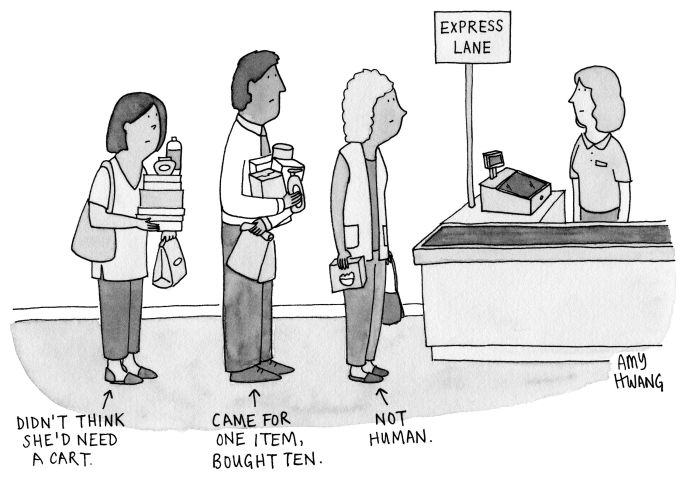 EXPRESS
LANE
DIDN'T THINK
SHE'D NEED
A CART.
CAME FOR
ONE ITEM,
BOUGHT TEN.
NOT
HUMAN.
AMY
HWANG